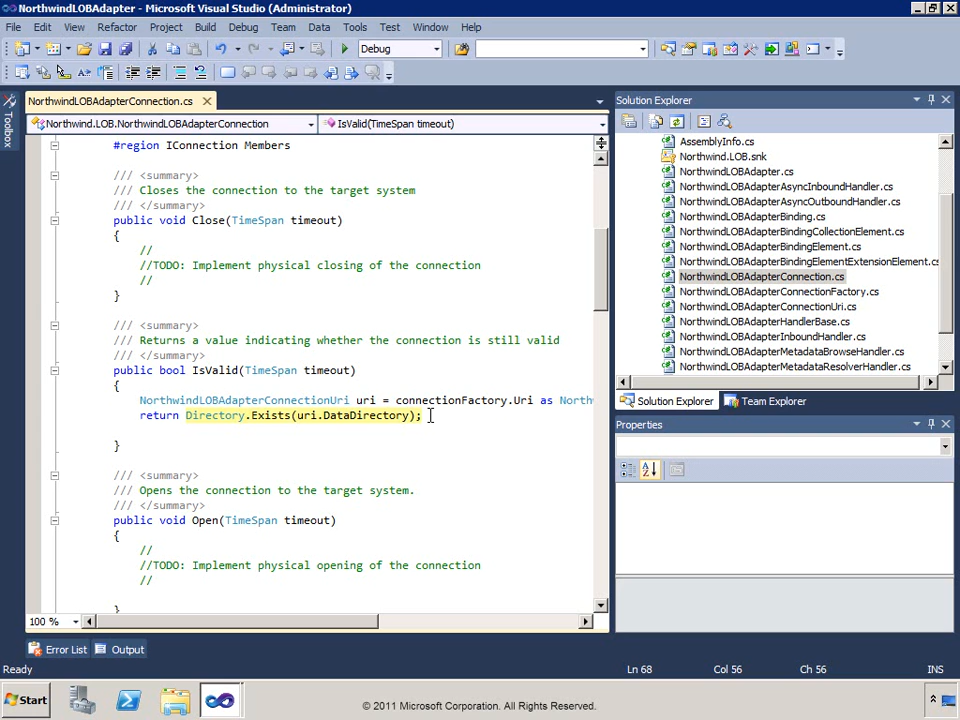 NorthwindLOBAdapter - Microsoft Visual Studio (Administrator)
File Edit View Refactor Project Build Debug Team Data Tools Test Window Help
Debug
NorthwindLOBAdapterConnection.cs
Toolbox
Northwind.LOB.NorthwindLOBAdapterConnection
IsValid(TimeSpan timeout)
#region IConnection Members
/// <summary>
/// Closes the connection to the target system
/// </summary>
public void Close(TimeSpan timeout)
{
//
//TODO: Implement physical closing of the connection
//
}
/// <summary>
/// Returns a value indicating whether the connection is still valid
/// </summary>
public bool IsValid(TimeSpan timeout)
{
NorthwindLOBAdapterConnectionUri uri = connectionFactory.Uri as North
return Directory.Exists(uri.DataDirectory);
}
/// <summary>
/// Opens the connection to the target system.
/// </summary>
public void Open(TimeSpan timeout)
{
//
//TODO: Implement physical opening of the connection
//
}
100 %
Solution Explorer
AssemblyInfo.cs
Northwind.LOB.snk
NorthwindLOBAdapter.cs
NorthwindLOBAdapterAsyncInboundHandler.cs
NorthwindLOBAdapterAsyncOutboundHandler.cs
NorthwindLOBAdapterBinding.cs
NorthwindLOBAdapterBindingCollectionElement.cs
NorthwindLOBAdapterBindingElement.cs
NorthwindLOBAdapterBindingElementExtensionElement.cs
NorthwindLOBAdapterConnection.cs
NorthwindLOBAdapterConnectionFactory.cs
NorthwindLOBAdapterConnectionUri.cs
NorthwindLOBAdapterHandlerBase.cs
NorthwindLOBAdapterInboundHandler.cs
NorthwindLOBAdapterMetadataBrowseHandler.cs
NorthwindLOBAdapterMetadataResolverHandler.cs
Solution Explorer Team Explorer
Properties
Error List Output
Ready Ln 68 Col 56 Ch 56 INS
Start
© 2011 Microsoft Corporation. All Rights Reserved.